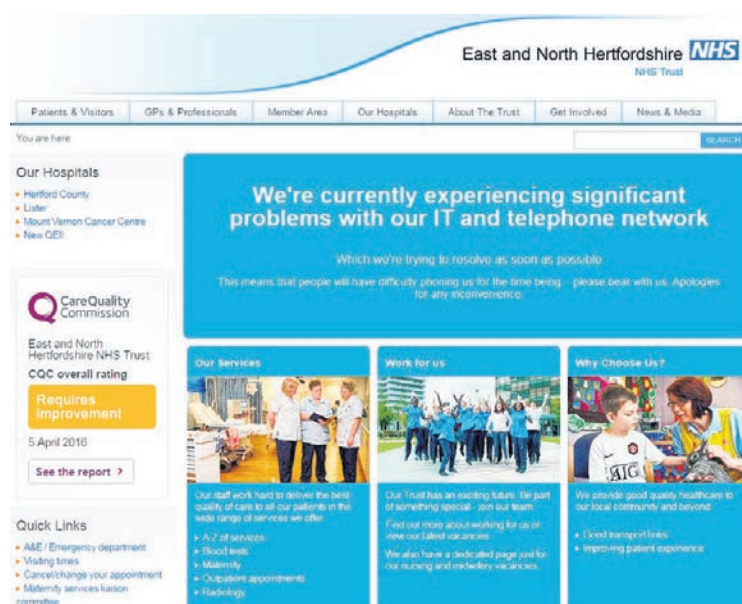 East and North Hertfordshire NHS
NHS Trust
Patients & Visitors
GPs & Professionals
Member Area
Our Hospitals
About The Trust
Get Involved
News & Media
You are here
SEARCH
Our Hospitals
Hertford County
Lister
Mount Vernon Cancer Centre
New QEII
CareQuality
Commission
East and North
Hertfordshire NHS Trust
CQC overall rating
Requires
improvement
5 April 2016
See the report
Quick Links
A&E / Emergency department
Visiting times
Cancel/change your appointment
Maternity services liaison
committee
We're currently experiencing significant
problems with our IT and telephone network
Which we're trying to resolve as soon as possible
This means that people will have difficulty phoning us for the time being - please bear with us. Apologies
for any inconvenience.
Our Services
Our staff work hard to deliver the best
quality of care to all our patients in the
wide range of services we offer
A-Z of services
Blood tests
Maternity
Outpatient appointments
Radiology
Work for us
Our Trust has an exciting future. Be part
of something special - join our team.
Find out more about working for us or
view our latest vacancies.
We also have a dedicated page just for
our nursing and midwifery vacancies.
Why Choose Us?
AIG
We provide good quality healthcare to
our local community and beyond
Good transport links
Improving patient experience